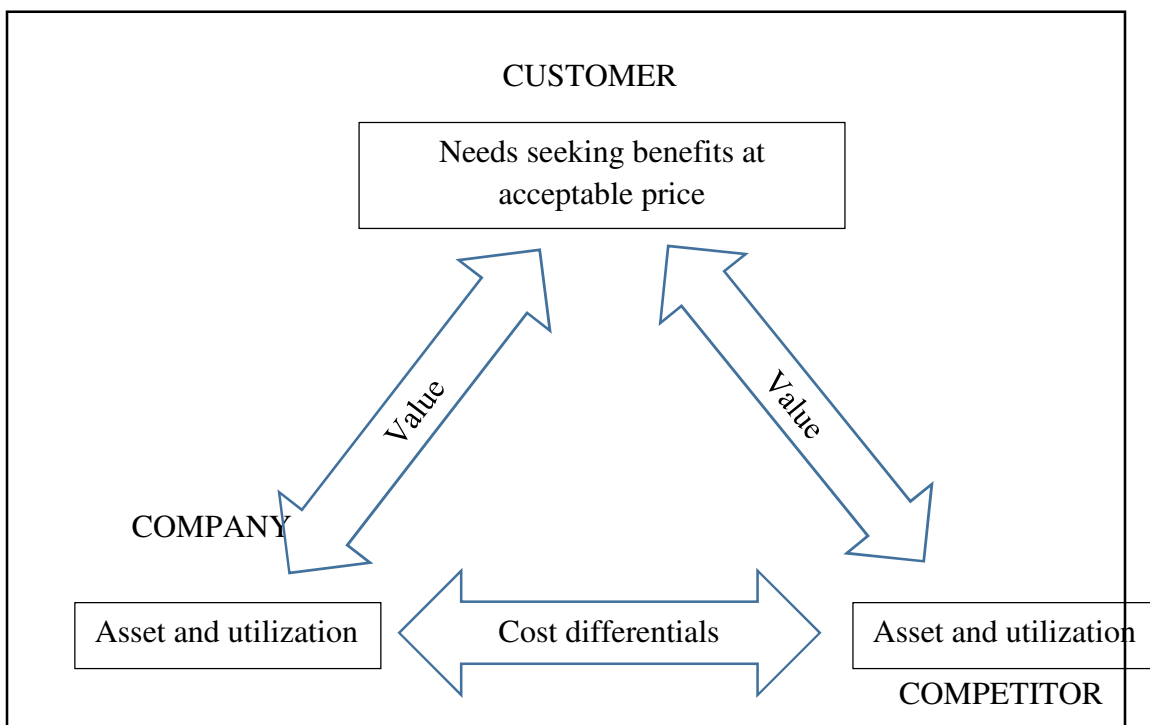 CUSTOMER
Needs seeking benefits at
acceptable price
Value
Value
COMPANY
Asset and utilization
Cost differentials
Asset and utilization
COMPETITOR